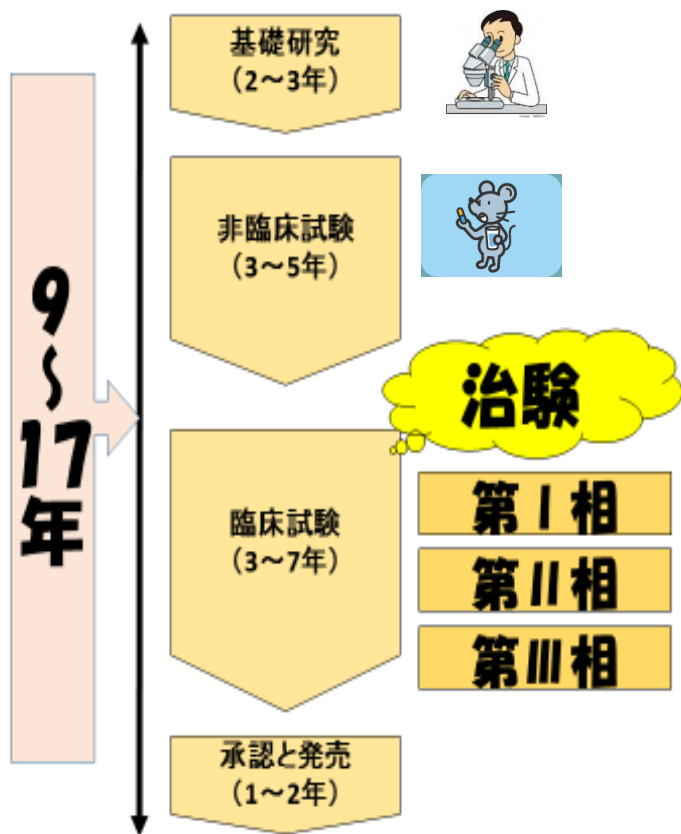 9～17年
基礎研究
（2～3年）
非臨床試験
（3～5年）
治験
臨床試験
（3～7年）
第Ⅰ相
第Ⅱ相
第Ⅲ相
承認と発売
（1～2年）